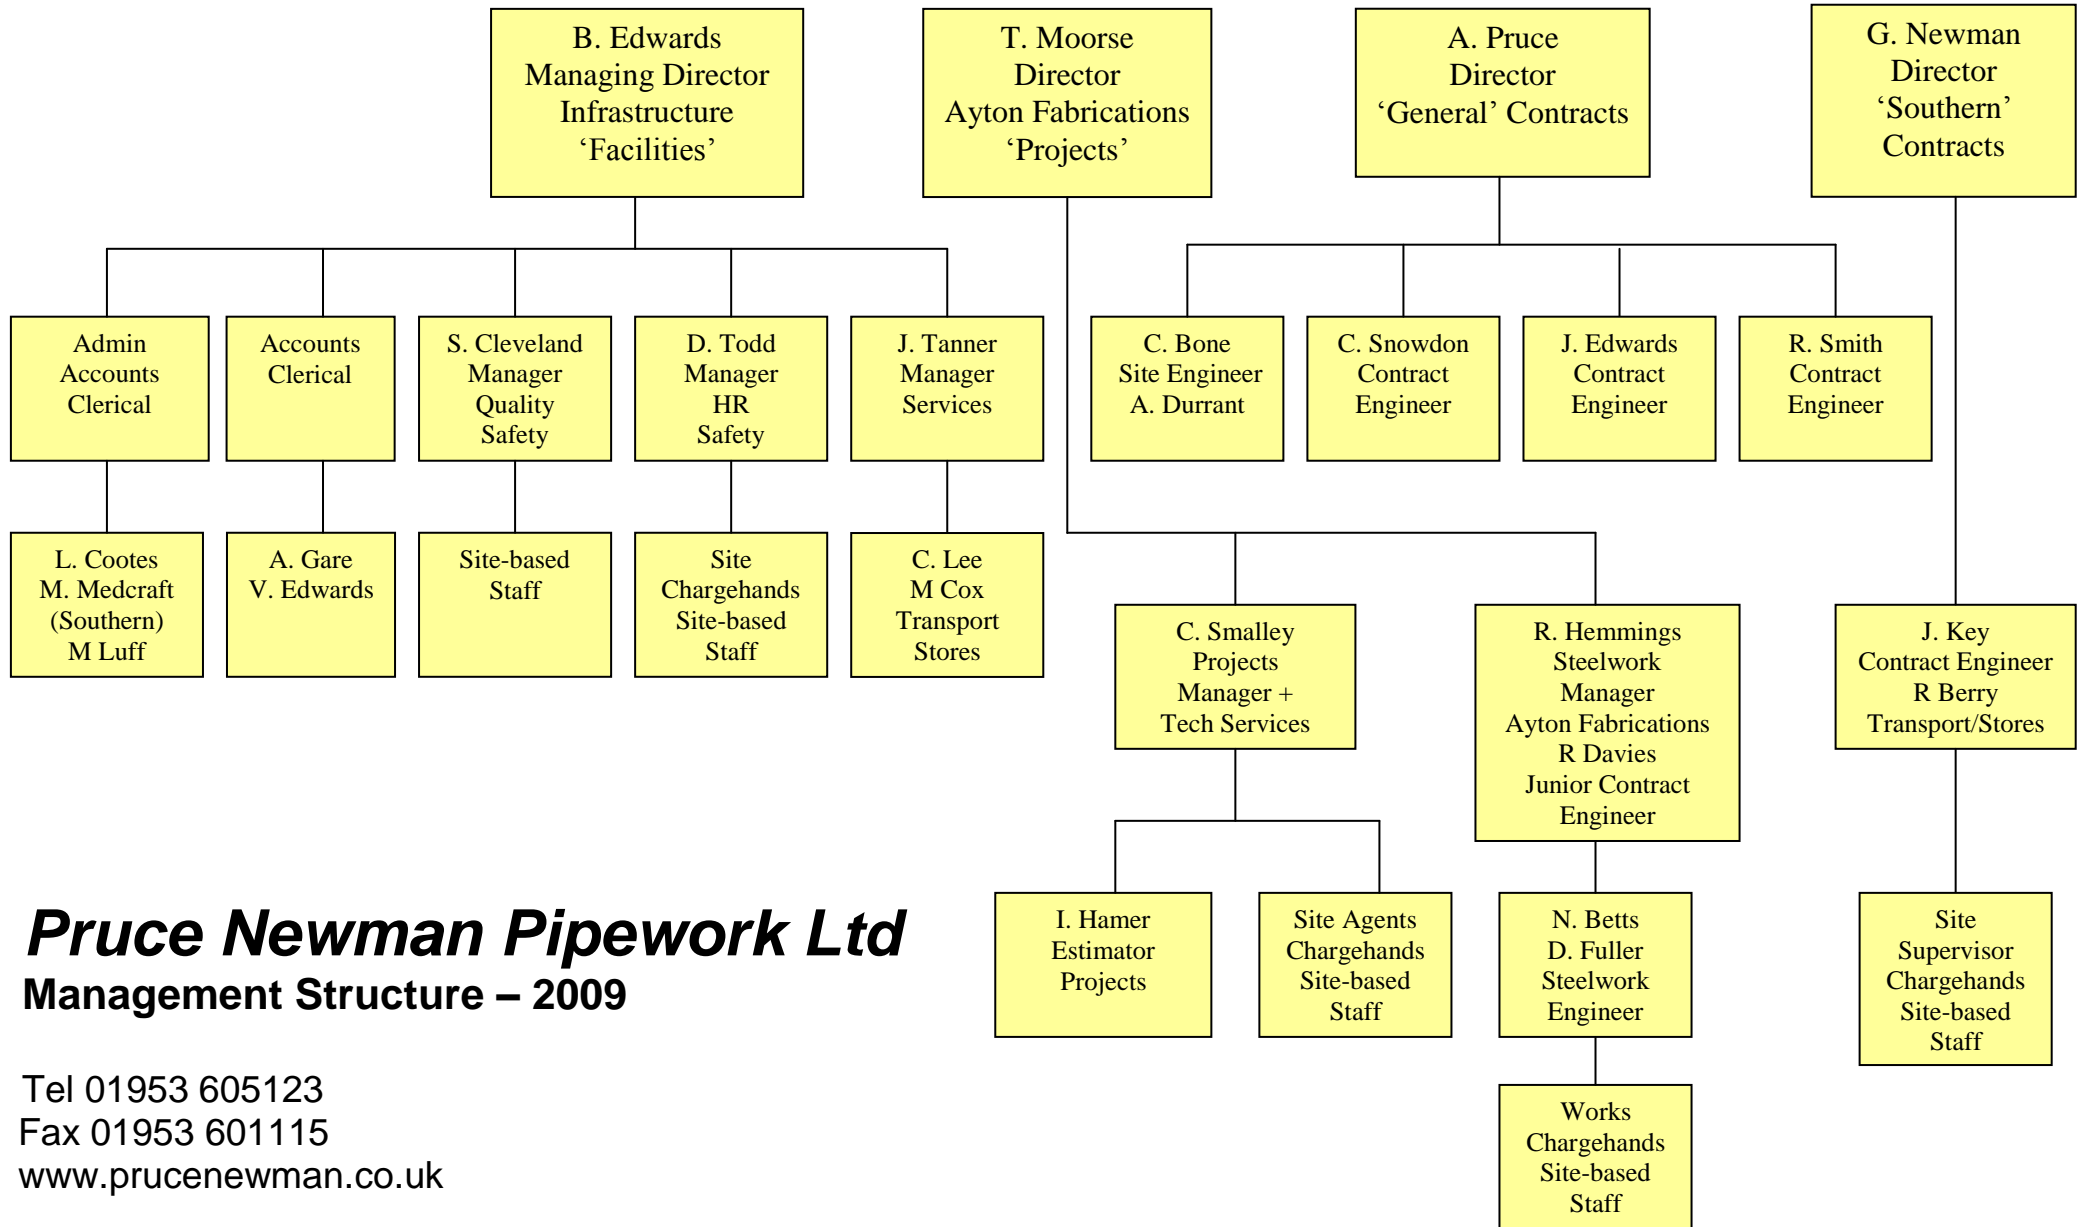 B. Edwards
Managing Director
Infrastructure
‘Facilities’
T. Moorse
Director
Ayton Fabrications
‘Projects’
A. Pruce
Director
‘General’ Contracts
G. Newman
Director
‘Southern’
Contracts
Admin
Accounts
Clerical
Accounts
Clerical
S. Cleveland
Manager
Quality
Safety
D. Todd
Manager
HR
Safety
J. Tanner
Manager
Services
C. Bone
Site Engineer
A. Durrant
C. Snowdon
Contract
Engineer
J. Edwards
Contract
Engineer
R. Smith
Contract
Engineer
L. Cootes
M. Medcraft
(Southern)
M Luff
A. Gare
V. Edwards
Site-based
Staff
Site
Chargehands
Site-based
Staff
C. Lee
M Cox
Transport
Stores
C. Smalley
Projects
Manager +
Tech Services
R. Hemmings
Steelwork
Manager
Ayton Fabrications
R Davies
Junior Contract
Engineer
J. Key
Contract Engineer
R Berry
Transport/Stores
I. Hamer
Estimator
Projects
Site Agents
Chargehands
Site-based
Staff
N. Betts
D. Fuller
Steelwork
Engineer
Site
Supervisor
Chargehands
Site-based
Staff
Works
Chargehands
Site-based
Staff
Pruce Newman Pipework Ltd
Management Structure – 2009
Tel 01953 605123
Fax 01953 601115
www.prucenewman.co.uk